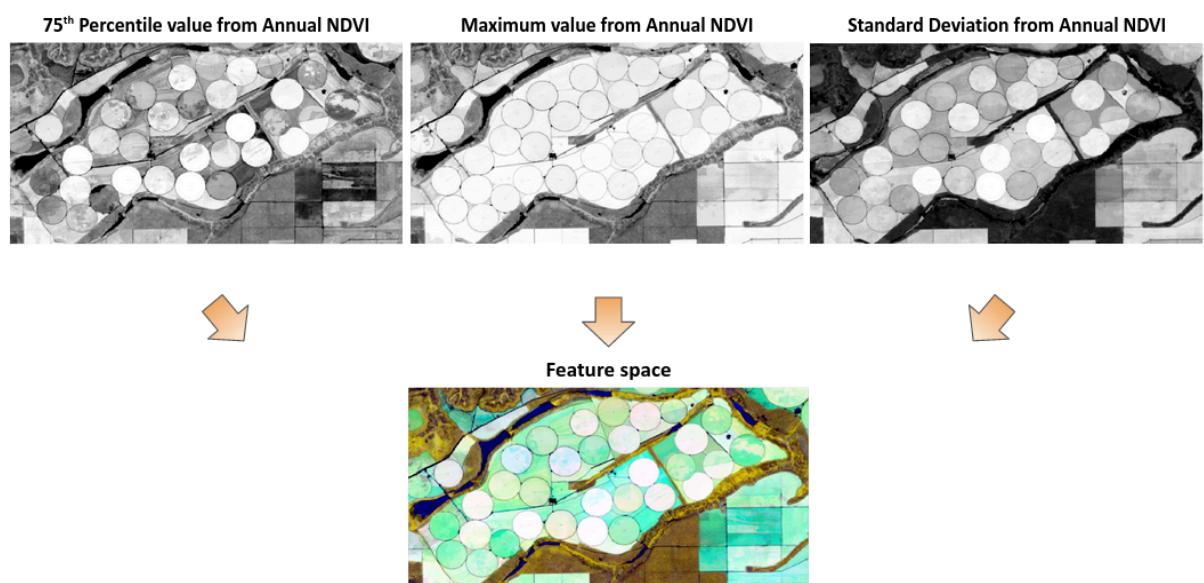 75th Percentile value from Annual NDVI
Maximum value from Annual NDVI
Standard Deviation from Annual NDVI
Feature space